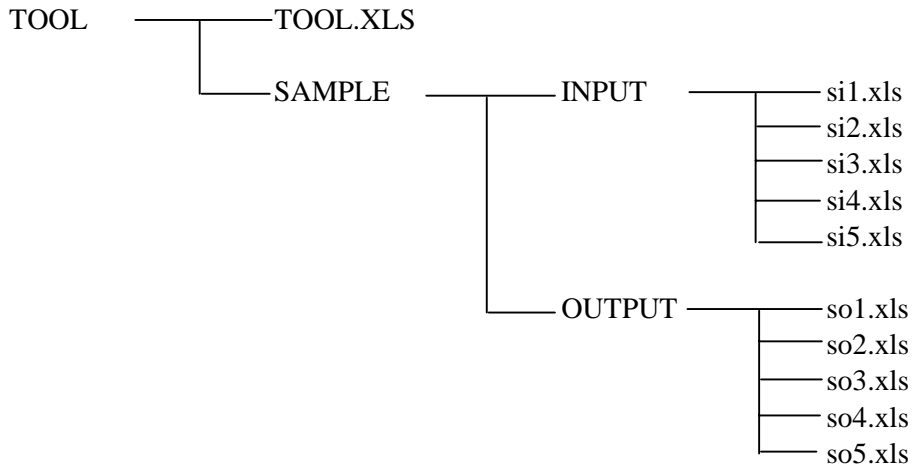 TOOL TOOL.XLS
SAMPLE INPUT si1.xls
si2.xls
si3.xls
si4.xls
si5.xls
OUTPUT so1.xls
so2.xls
so3.xls
so4.xls
so5.xls